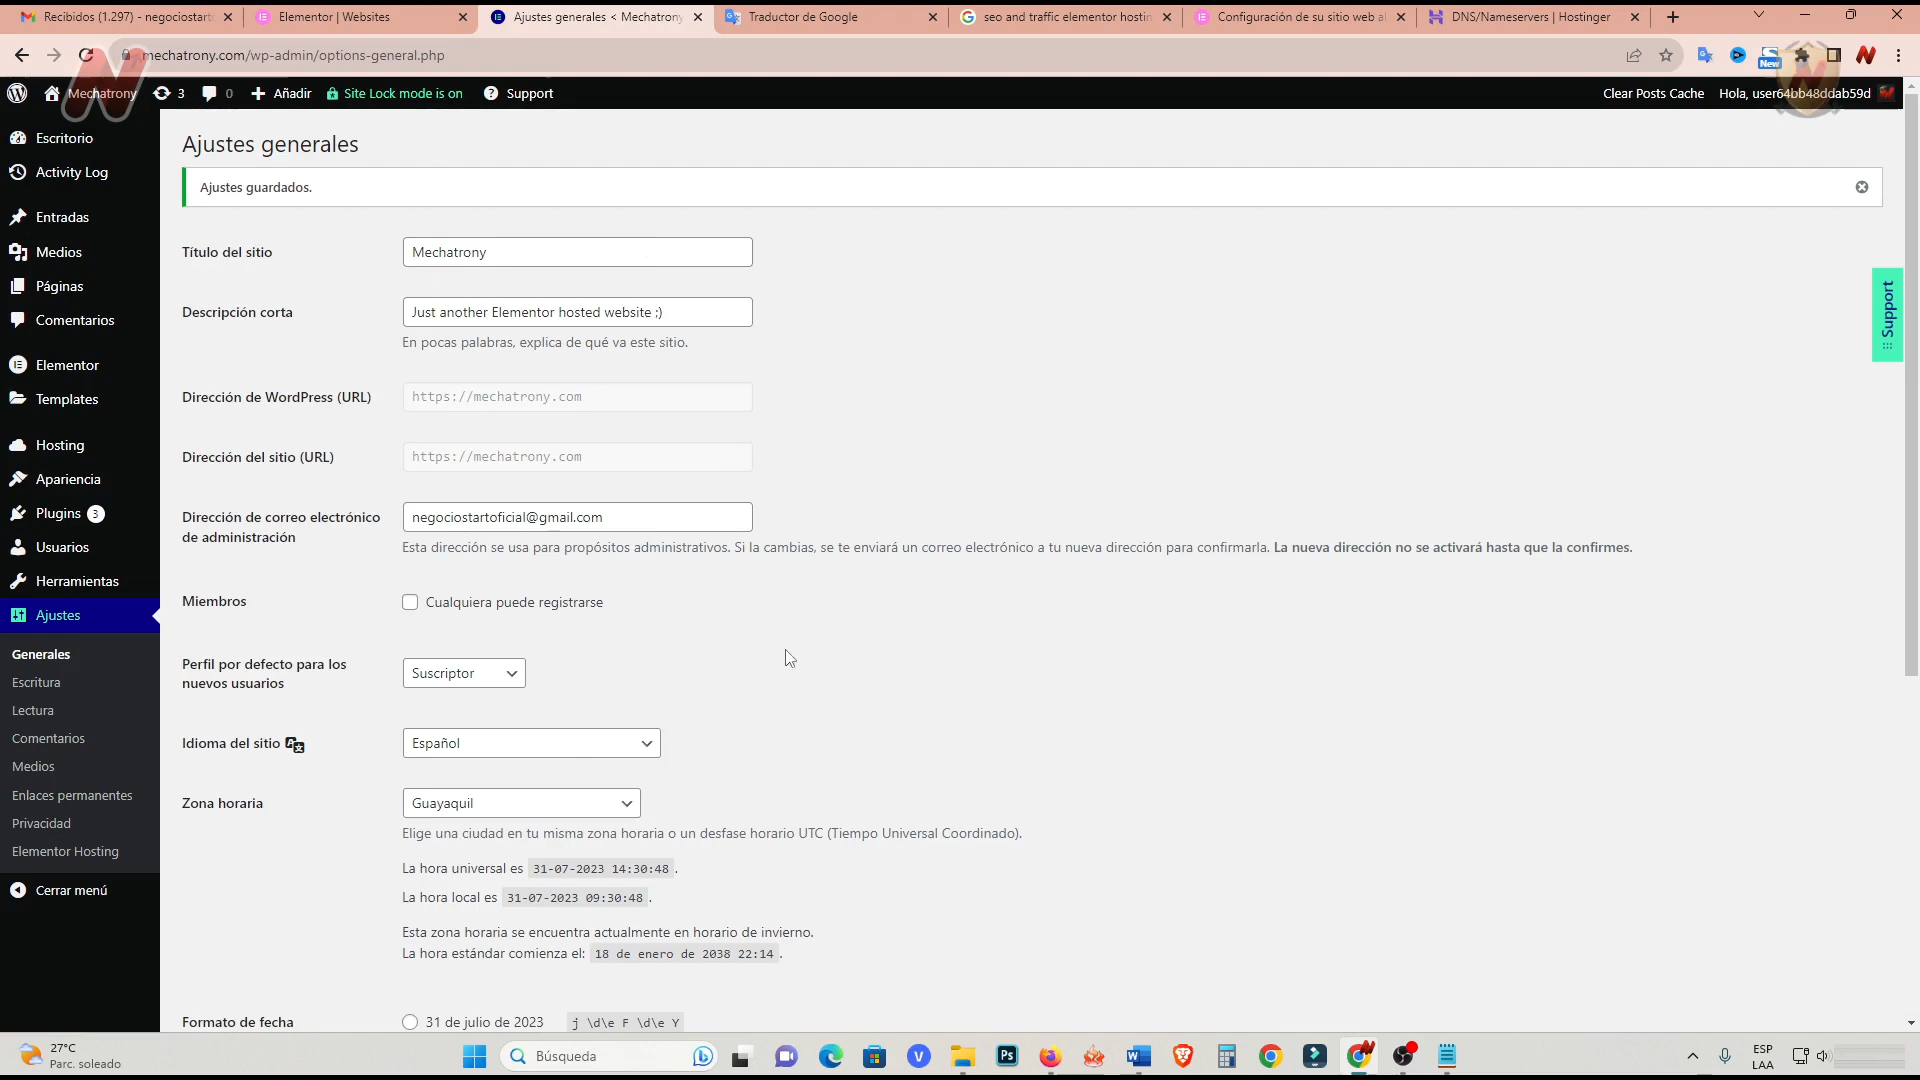 Recibidos (1.297) - negociostart
Elementor | Websites
Ajustes generales < Mechatrony
Traductor de Google
seo and traffic elementor hostin
Configuración de su sitio web al
DNS/Nameservers | Hostinger
mechatrony.com/wp-admin/options-general.php
New
Mechatrony
3
0
Añadir
Site Lock mode is on
Support
Clear Posts Cache
Hola, user64bb48ddab59d
Escritorio
Activity Log
Entradas
Medios
Páginas
Comentarios
Elementor
Templates
Hosting
Apariencia
Plugins 3
Usuarios
Herramientas
Ajustes
Generales
Escritura
Lectura
Comentarios
Medios
Enlaces permanentes
Privacidad
Elementor Hosting
Cerrar menú
Ajustes generales
Ajustes guardados.
Título del sitio
Mechatrony
Descripción corta
Just another Elementor hosted website ;)
En pocas palabras, explica de qué va este sitio.
Dirección de WordPress (URL)
https://mechatrony.com
Dirección del sitio (URL)
https://mechatrony.com
Dirección de correo electrónico
de administración
negociostartoficial@gmail.com
Esta dirección se usa para propósitos administrativos. Si la cambias, se te enviará un correo electrónico a tu nueva dirección para confirmarla. La nueva dirección no se activará hasta que la confirmes.
Miembros
Cualquiera puede registrarse
Perfil por defecto para los
nuevos usuarios
Suscriptor
Idioma del sitio
Español
Zona horaria
Guayaquil
Elige una ciudad en tu misma zona horaria o un desfase horario UTC (Tiempo Universal Coordinado).
La hora universal es 31-07-2023 14:30:48 .
La hora local es 31-07-2023 09:30:48 .
Esta zona horaria se encuentra actualmente en horario de invierno.
La hora estándar comienza el: 18 de enero de 2038 22:14 .
Formato de fecha
31 de julio de 2023
j \d\e F \d\e Y
Support
27°C
Parc. soleado
Búsqueda
Ps
ESP
LAA